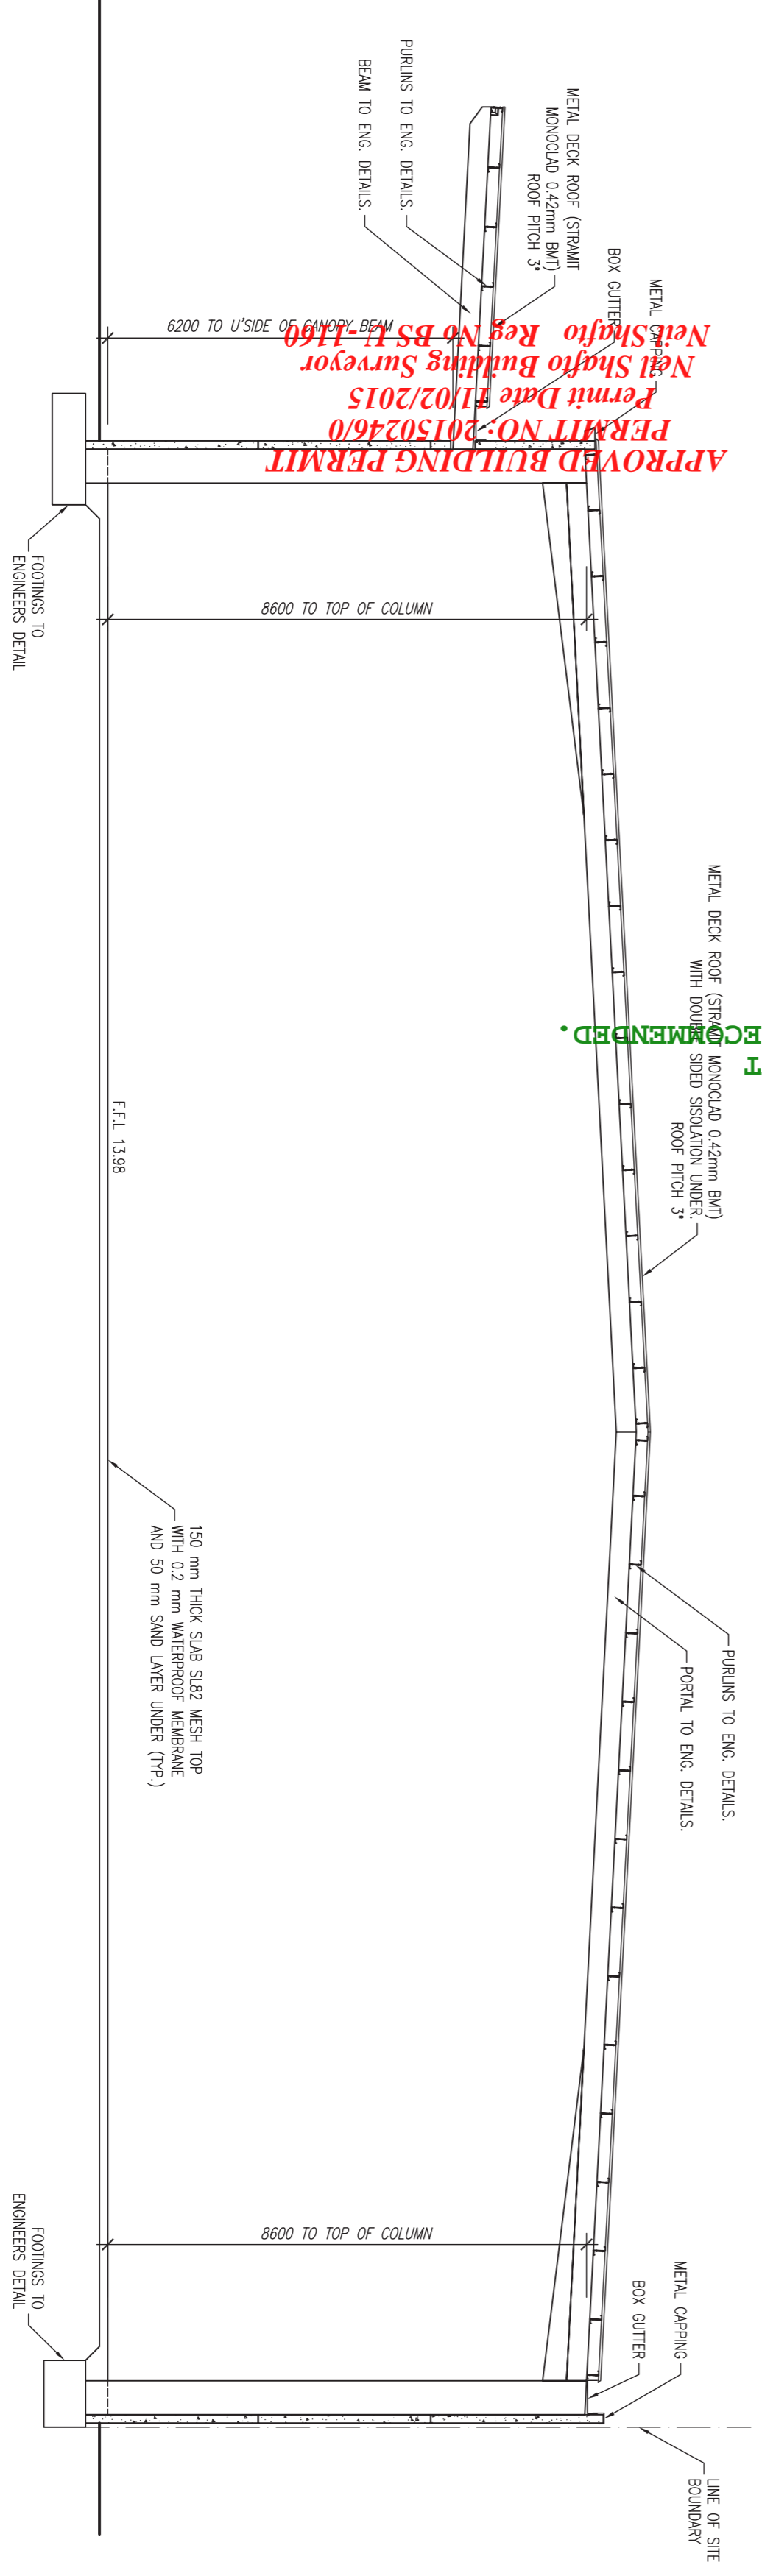 PURLINS TO ENG. DETAILS.
BEAM TO ENG. DETAILS.
METAL DECK ROOF (STRAMIT
MONOCLAD 0.42mm BMT)
ROOF PITCH 3°
BOX GUTTER
METAL CAPPING
6200 TO U'SIDE OF CANOPY BEAM
APPROVED BUILDING PERMIT
PERMIT NO: 20150246/0
Permit Date 11/02/2015
Neil Shafto Building Surveyor
Neil Shafto Reg No BS U -1160
FOOTINGS TO
ENGINEERS DETAIL
8600 TO TOP OF COLUMN
METAL DECK ROOF (STRAMIT MONOCLAD 0.42mm BMT)
WITH DOUBLE SIDED SISOLATION UNDER.
ROOF PITCH 3°
T
ECOMMENDED.
F.F.L 13.98
150 mm THICK SLAB SL82 MESH TOP
WITH 0.2 mm WATERPROOF MEMBRANE
AND 50 mm SAND LAYER UNDER (TYP.)
PURLINS TO ENG. DETAILS.
PORTAL TO ENG. DETAILS.
8600 TO TOP OF COLUMN
METAL CAPPING
BOX GUTTER
FOOTINGS TO
ENGINEERS DETAIL
LINE OF SITE
BOUNDARY